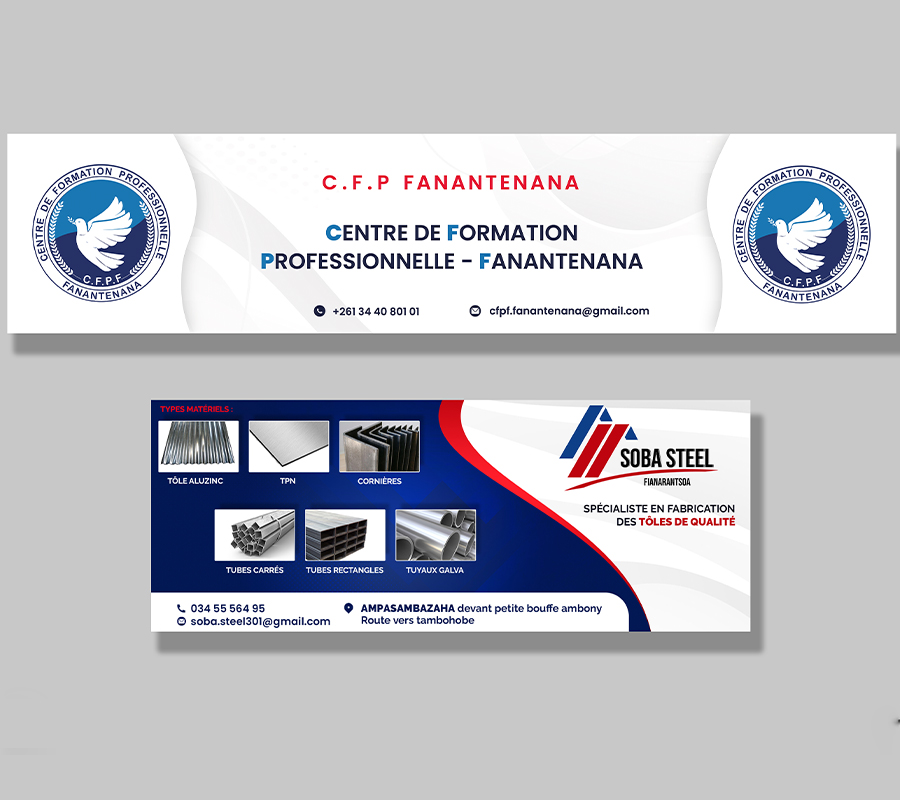 CENTRE DE FORMATION PROFESSIONNELLE
C.F.P.F
FANANTENANA
C.F.P FANANTENANA
CENTRE DE FORMATION
PROFESSIONNELLE - FANANTENANA
+261 34 40 801 01
cfpf.fanantenana@gmail.com
CENTRE DE FORMATION PROFESSIONNELLE
C.F.P.F
FANANTENANA
TYPES MATÉRIELS :
TÔLE ALUZINC
TPN
CORNIÈRES
TUBES CARRÉS
TUBES RECTANGLES
TUYAUX GALVA
SOBA STEEL
FIANARANTSOA
SPÉCIALISTE EN FABRICATION
DES TÔLES DE QUALITÉ
034 55 564 95
soba.steel301@gmail.com
AMPASAMBAZAHA devant petite bouffe ambony
Route vers tambohobe